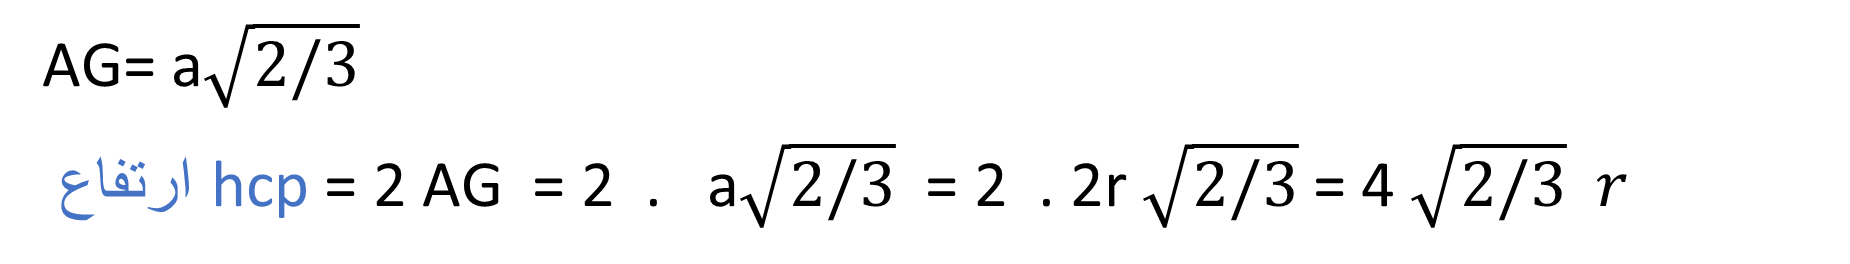 AG= a√2/3
ارتفاع hcp = 2 AG = 2 . a√2/3 = 2 . 2r √2/3 = 4 √2/3 r